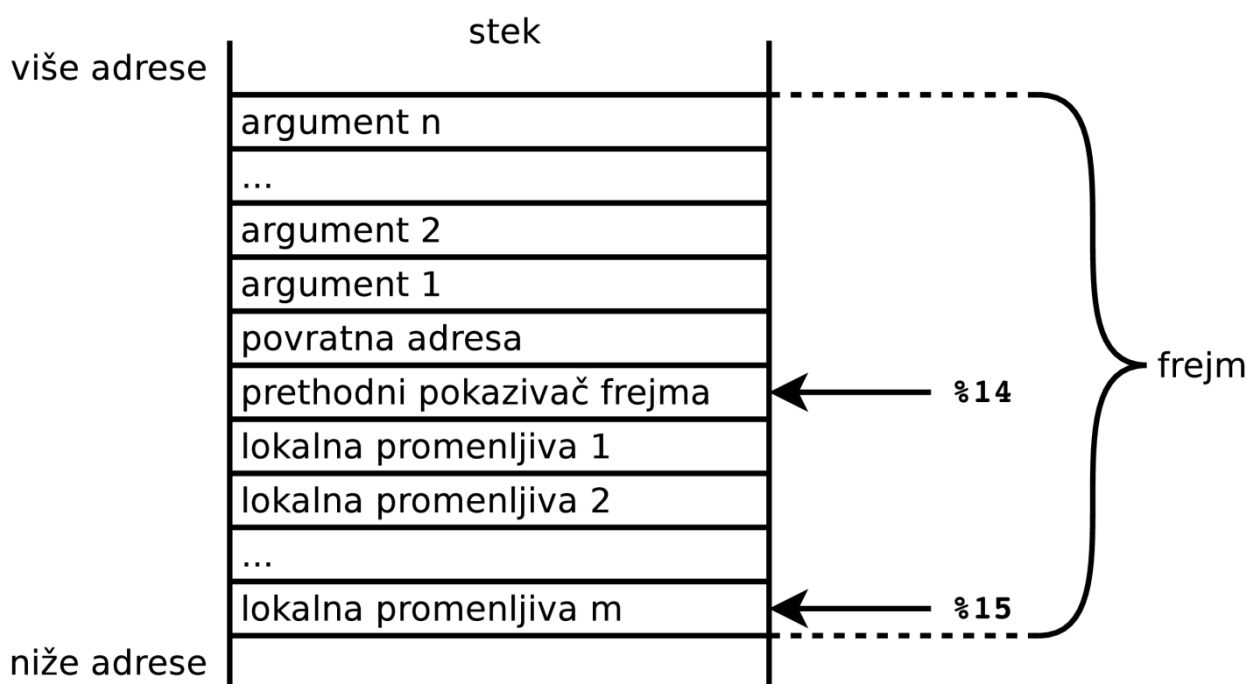 stek
više adrese
argument n
...
argument 2
argument 1
povratna adresa
prethodni pokazivač frejma
%14
frejm
lokalna promenljiva 1
lokalna promenljiva 2
...
lokalna promenljiva m
%15
niže adrese